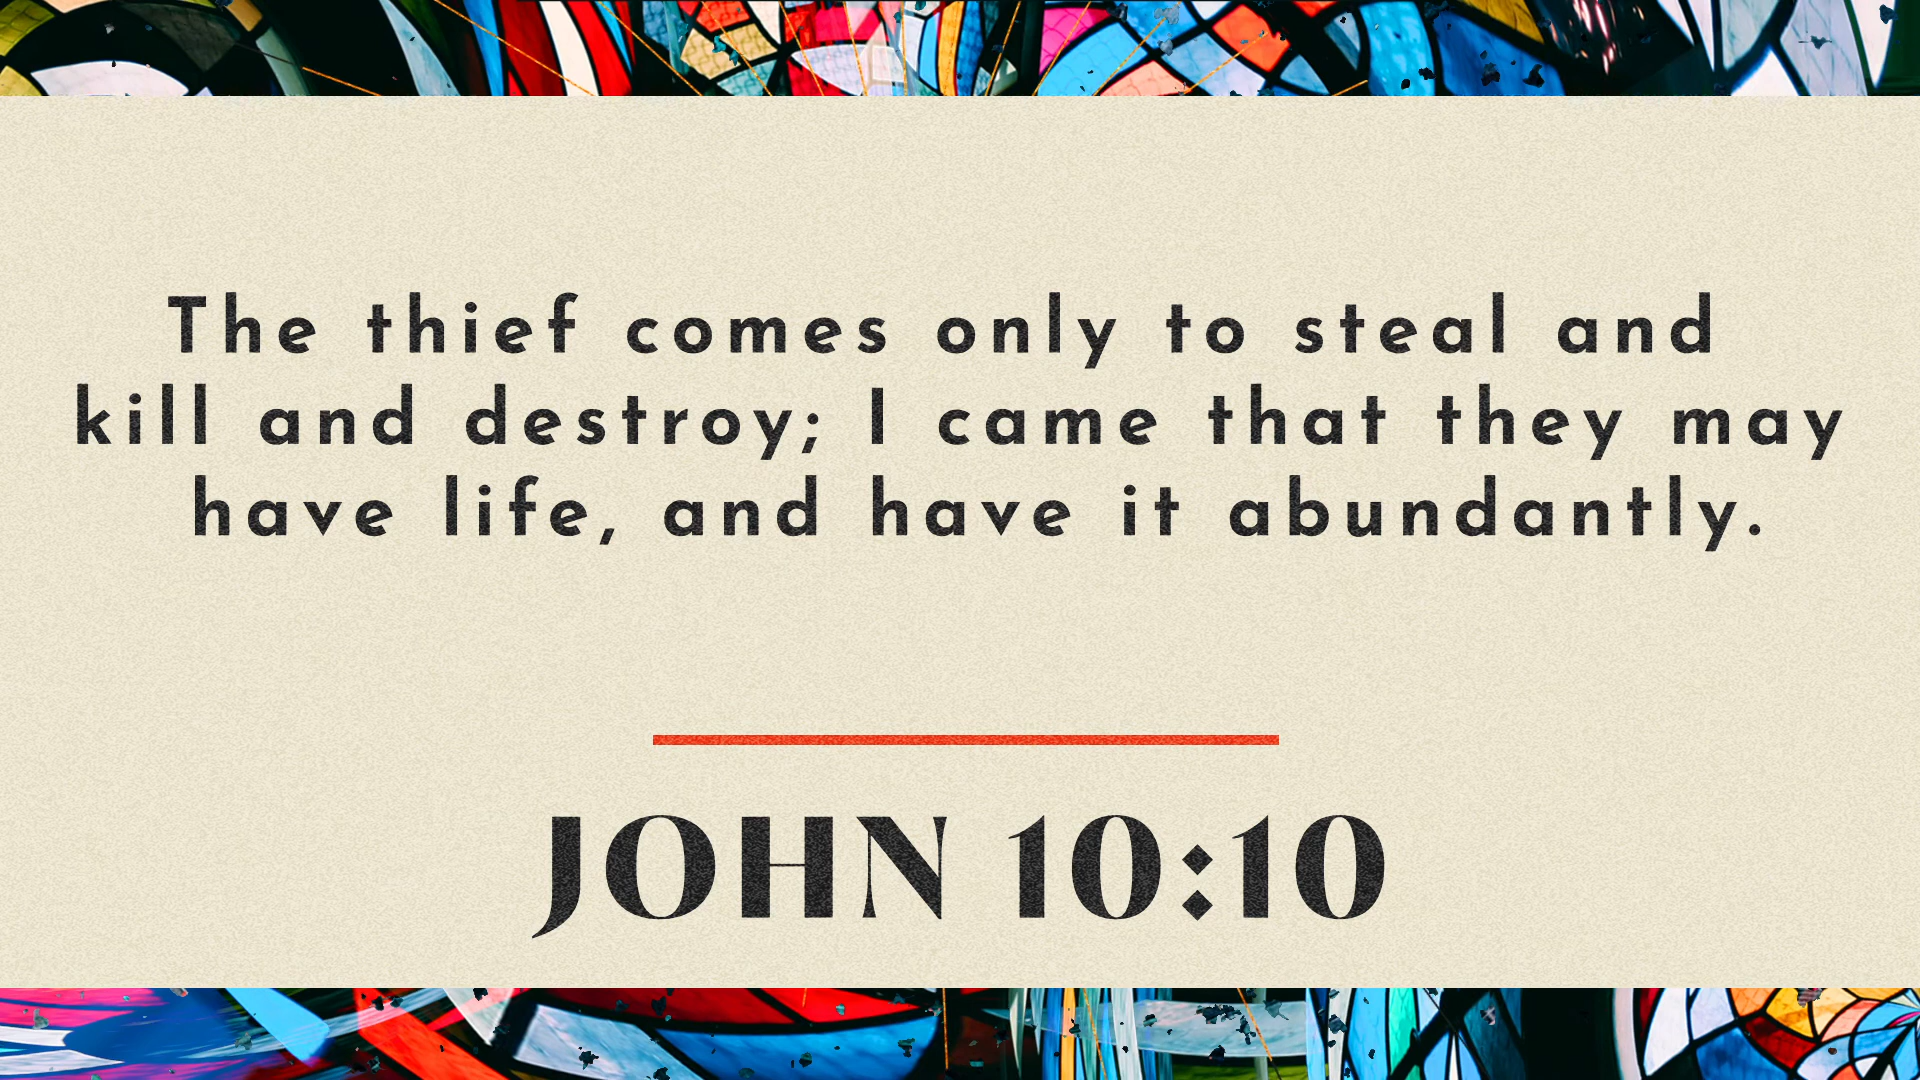 The thief comes only to steal and
kill and destroy; I came that they may
have life, and have it abundantly.
JOHN 10:10